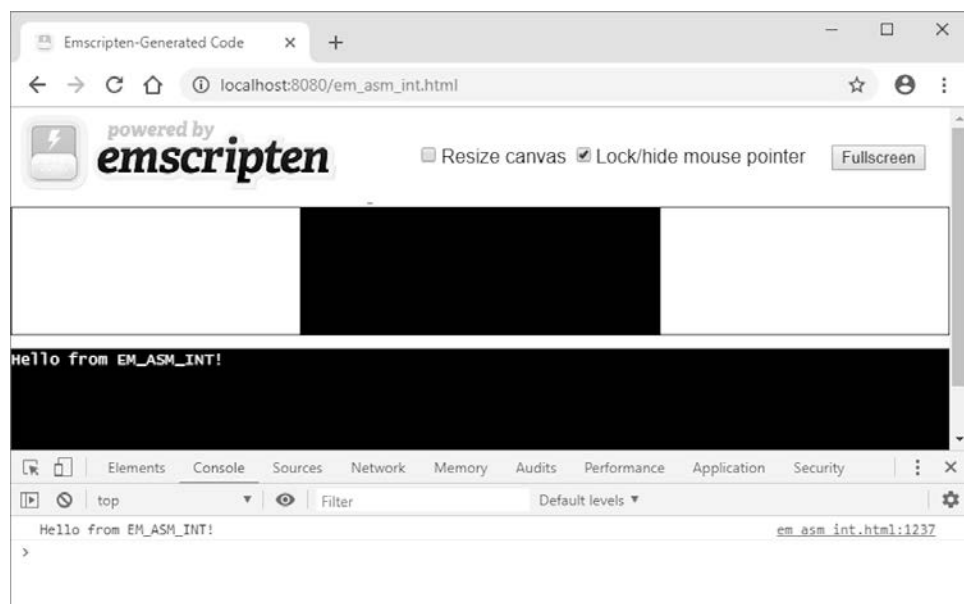 Emscripten-Generated Code
localhost:8080/em_asm_int.html
powered by
emscripten
Resize canvas Lock/hide mouse pointer Fullscreen
Hello from EM_ASM_INT!
Elements Console Sources Network Memory Audits Performance Application Security
top Filter Default levels
Hello from EM_ASM_INT! em_asm_int.html:1237